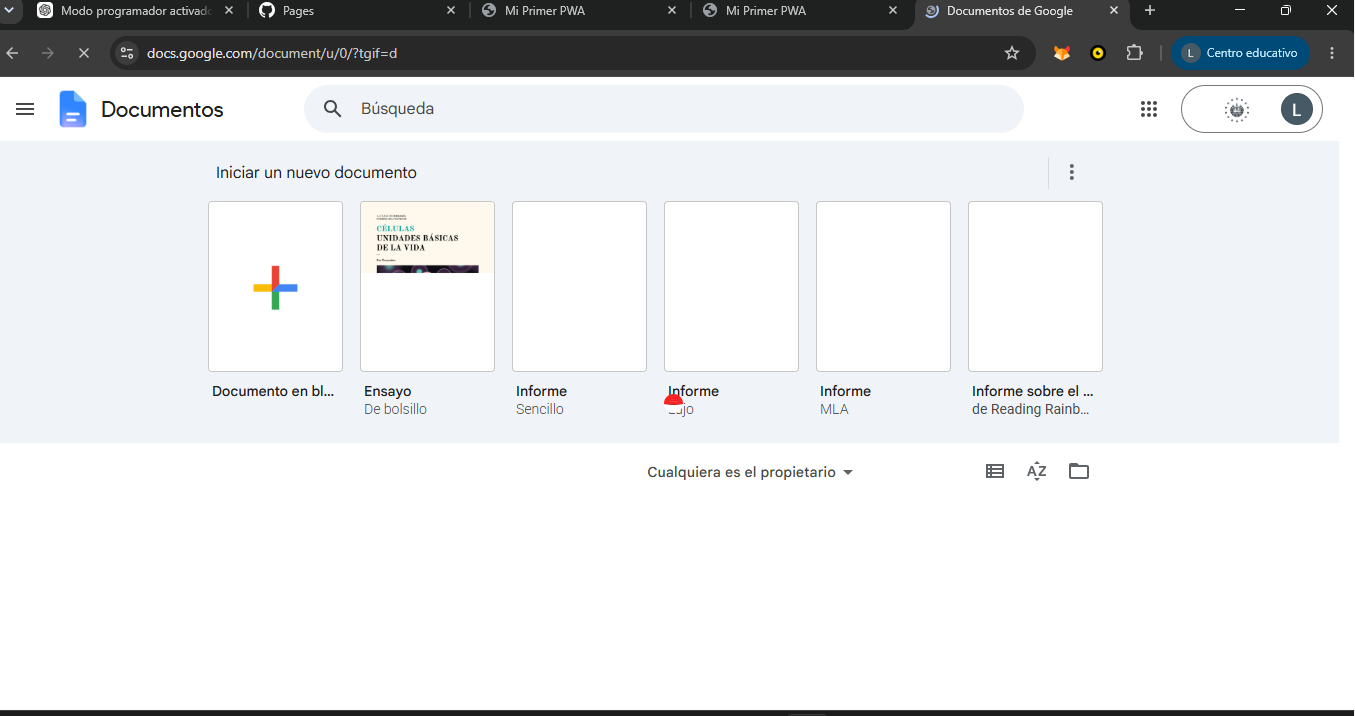 Modo programador activado
Pages
Mi Primer PWA
Mi Primer PWA
Documentos de Google
docs.google.com/document/u/0/?tgif=d
L
Centro educativo
Documentos
Búsqueda
L
Iniciar un nuevo documento
CÉLULAS
UNIDADES BÁSICAS
DE LA VIDA
Documento en bl...
Ensayo
De bolsillo
Informe
Sencillo
Informe
Informe
MLA
Informe sobre el ...
de Reading Rainb...
Cualquiera es el propietario
AZ